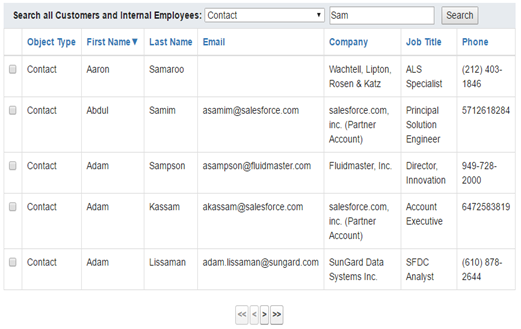 Search all Customers and Internal Employees: Contact Sam Search
Object Type First Name▼ Last Name Email Company Job Title Phone
Contact Aaron Samaroo Wachtell, Lipton, ALS (212) 403-
Rosen & Katz Specialist 1846
Contact Abdul Samim asamim@salesforce.com salesforce.com, Principal 5712618284
inc. (Partner Solution
Account) Engineer
Contact Adam Sampson asampson@fluidmaster.com Fluidmaster, Inc. Director, 949-728-
Innovation 2000
Contact Adam Kassam akassam@salesforce.com salesforce.com, Account 6472583819
inc. (Partner Executive
Account)
Contact Adam Lissaman adam.lissaman@sungard.com SunGard Data SFDC (610) 878-
Systems Inc. Analyst 2644
<< < > >>